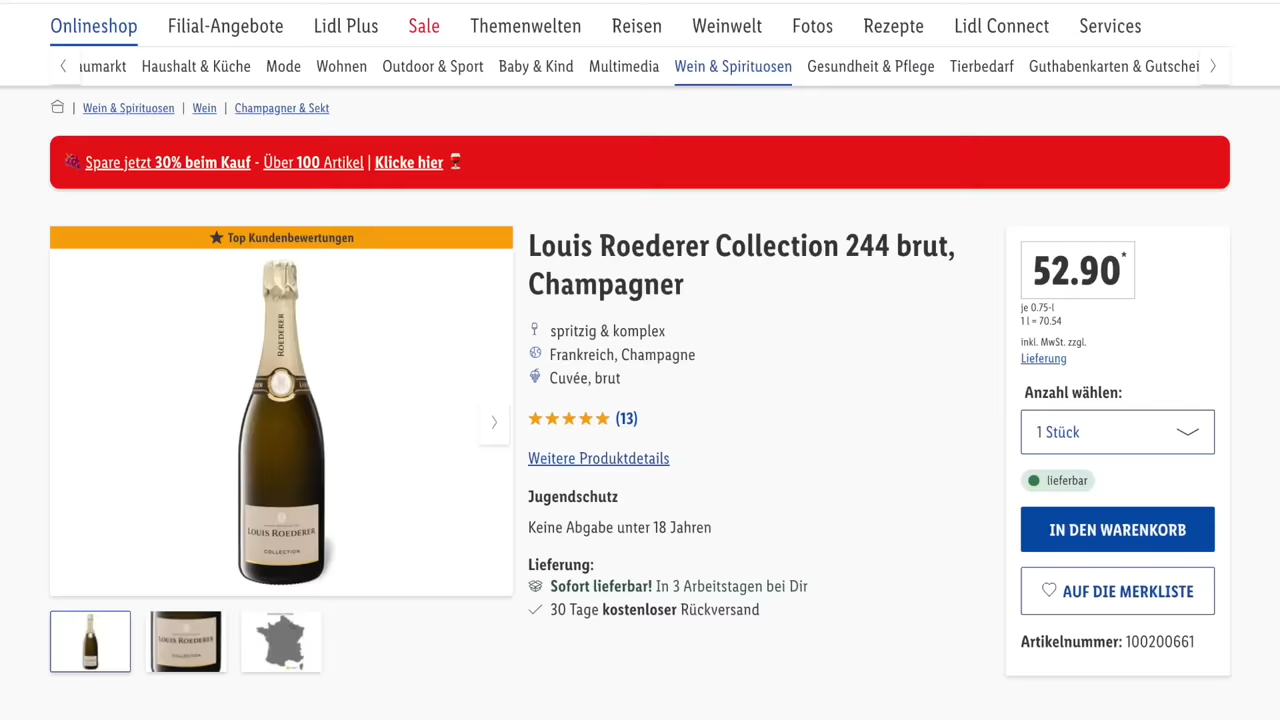 Onlineshop Filial-Angebote Lidl Plus Sale Themenwelten Reisen Weinwelt Fotos Rezepte Lidl Connect Services
umarkt Haushalt & Küche Mode Wohnen Outdoor & Sport Baby & Kind Multimedia Wein & Spirituosen Gesundheit & Pflege Tierbedarf Guthabenkarten & Gutschei
| Wein & Spirituosen | Wein | Champagner & Sekt
Spare jetzt 30% beim Kauf - Über 100 Artikel | Klicke hier
Top Kundenbewertungen
ROEDERER
LOUIS ROEDERER
COLLECTION
LOUIS ROEDERER
COLLECTION
Louis Roederer Collection 244 brut,
Champagner
spritzig & komplex
Frankreich, Champagne
Cuvée, brut
(13)
Weitere Produktdetails
Jugendschutz
Keine Abgabe unter 18 Jahren
Lieferung:
Sofort lieferbar! In 3 Arbeitstagen bei Dir
30 Tage kostenloser Rückversand
52.90*
je 0.75-l
1 l = 70.54
inkl. MwSt. zzgl.
Lieferung
Anzahl wählen:
1 Stück
lieferbar
IN DEN WARENKORB
AUF DIE MERKLISTE
Artikelnummer: 100200661